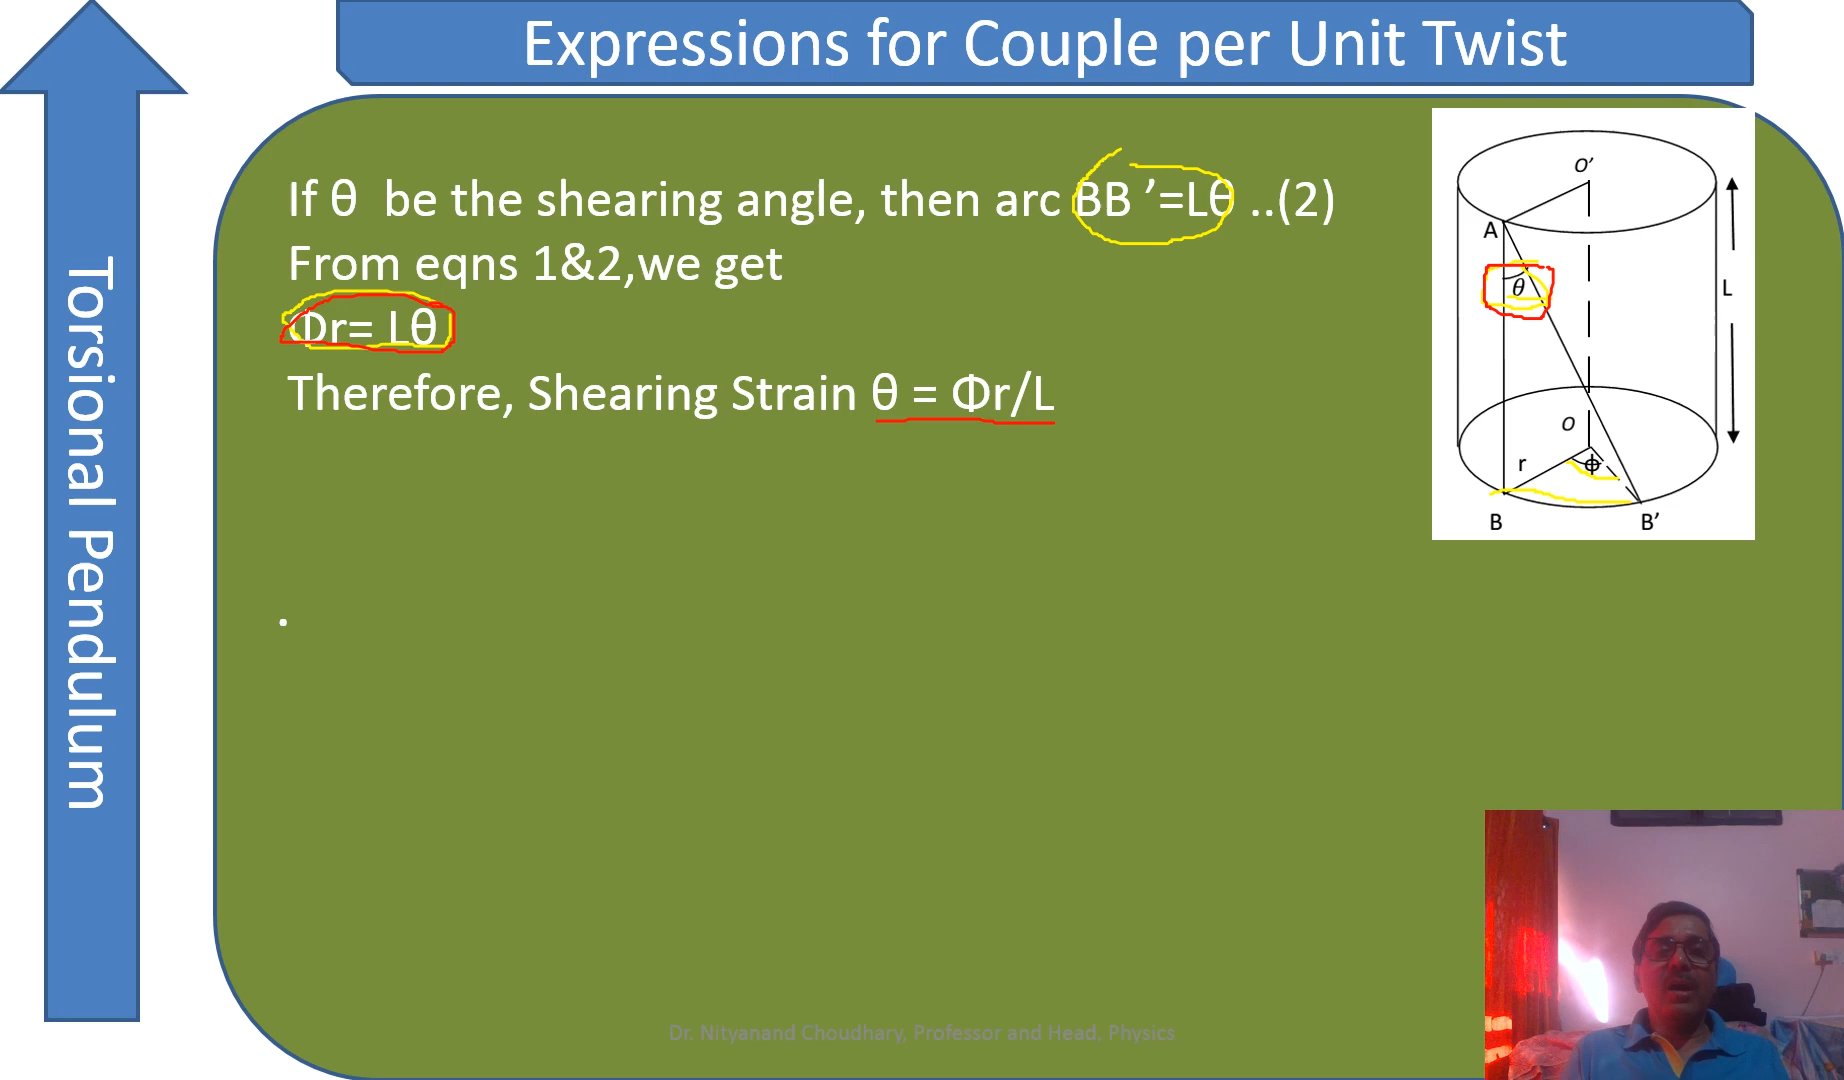 Expressions for Couple per Unit Twist
Torsional Pendulum
If θ be the shearing angle, then arc BB ’=Lθ ..(2)
From eqns 1&2,we get
Φr= Lθ
Therefore, Shearing Strain θ = Φr/L
.
O’
A
θ
L
O
r
ϕ
B
B’
Dr. Nityanand Choudhary, Professor and Head, Physics